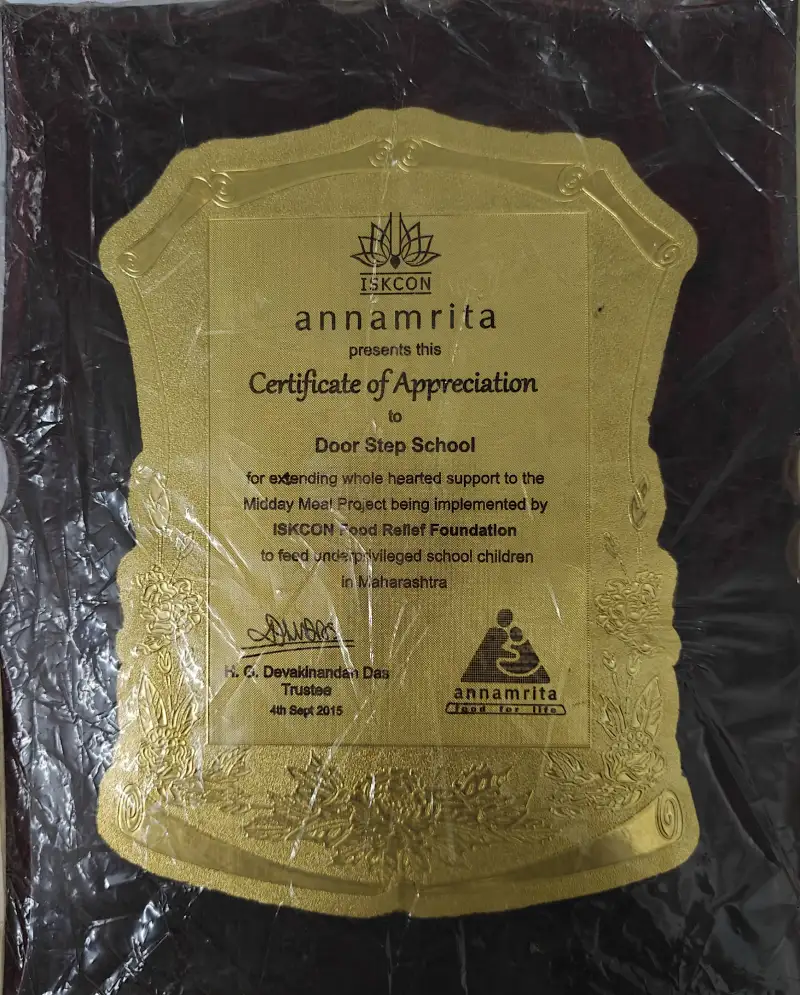 ISKCON
annamrita
presents this
Certificate of Appreciation
to
Door Step School
for extending whole hearted support to the
Midday Meal Project being implemented by
ISKCON Food Relief Foundation
to feed underprivileged school children
in Maharashtra
H. G. Devakinandan Das
Trustee
4th Sept 2015
annamrita
food for life